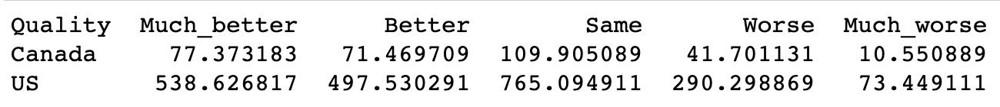 Quality Much_better Better Same Worse Much_worse
Canada 77.373183 71.469709 109.905089 41.701131 10.550889
US 538.626817 497.530291 765.094911 290.298869 73.449111